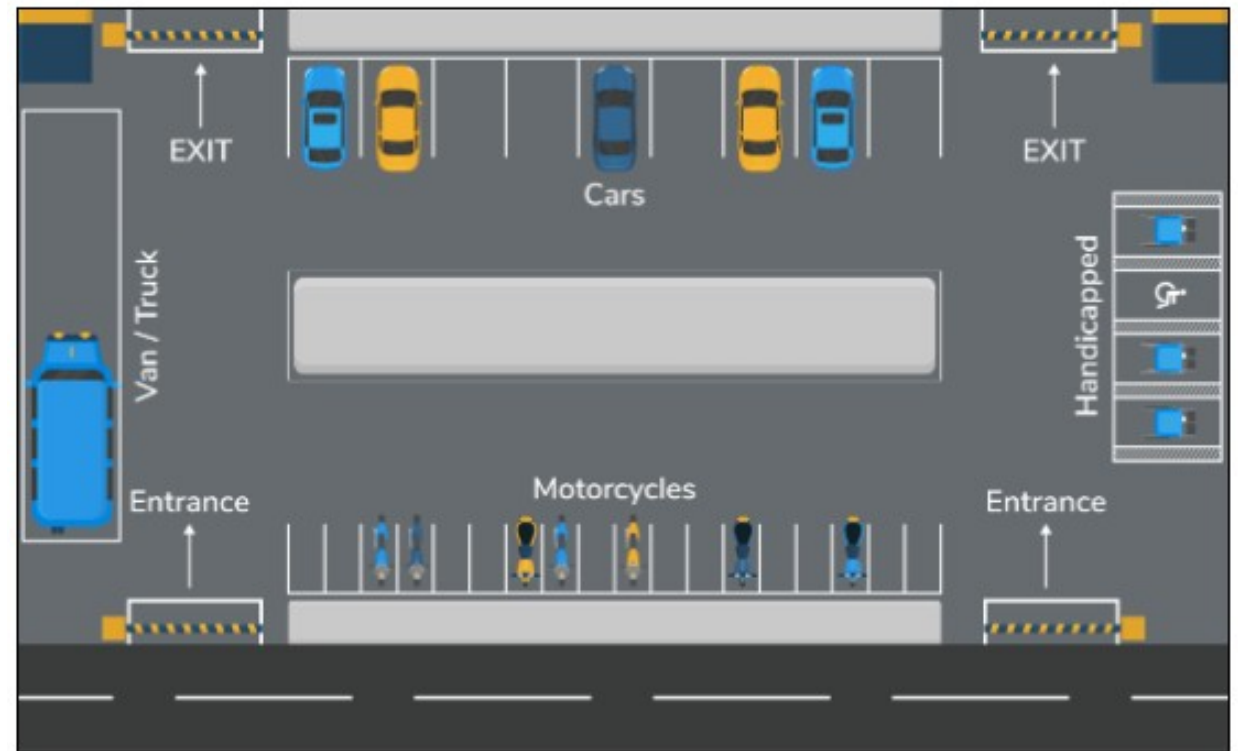 EXIT
EXIT
Cars
Van / Truck
Handicapped
Motorcycles
Entrance
Entrance